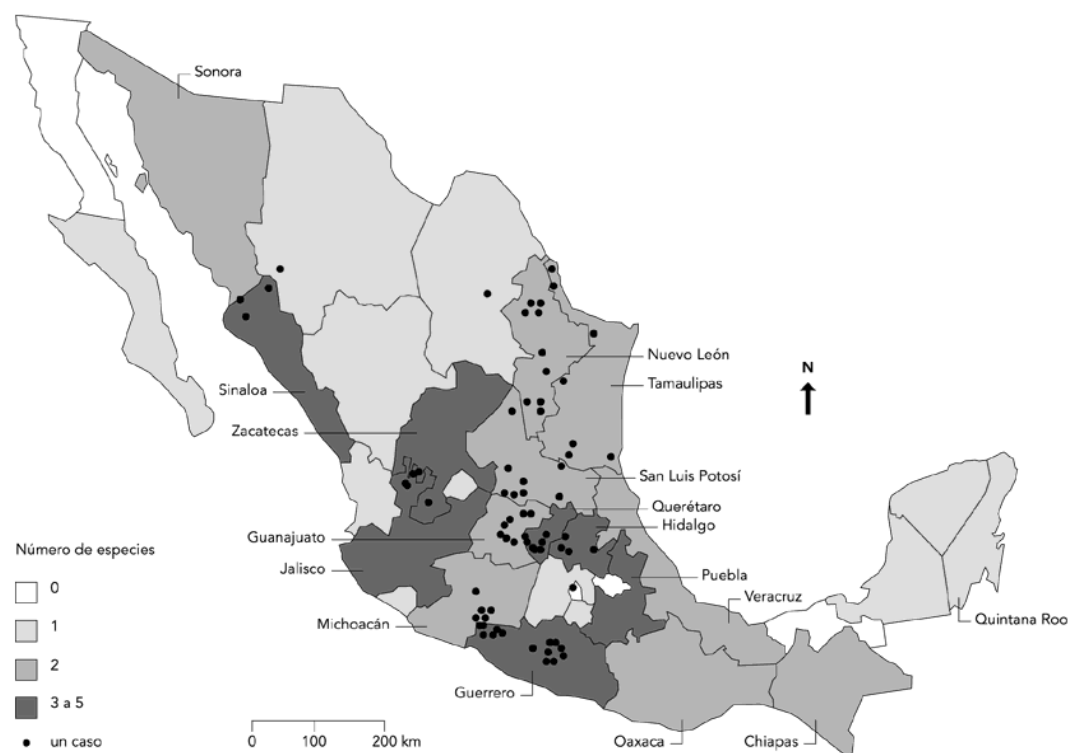 Sonora
Nuevo León
N
Tamaulipas
Sinaloa
Zacatecas
San Luis Potosí
Querétaro
Hidalgo
Guanajuato
Número de especies
Jalisco
Puebla
0
Veracruz
Michoacán
Quintana Roo
1
2
Guerrero
3 a 5
un caso
0 100 200 km
Oaxaca
Chiapas